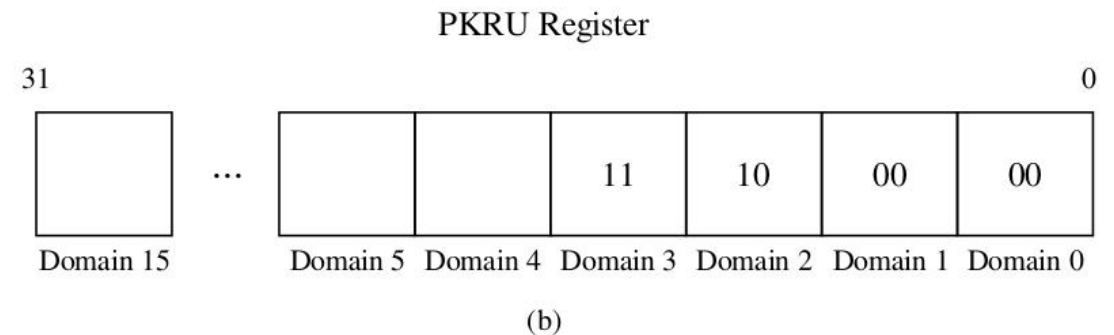 PKRU Register
31 0
... 11 10 00 00
Domain 15 Domain 5 Domain 4 Domain 3 Domain 2 Domain 1 Domain 0
(b)